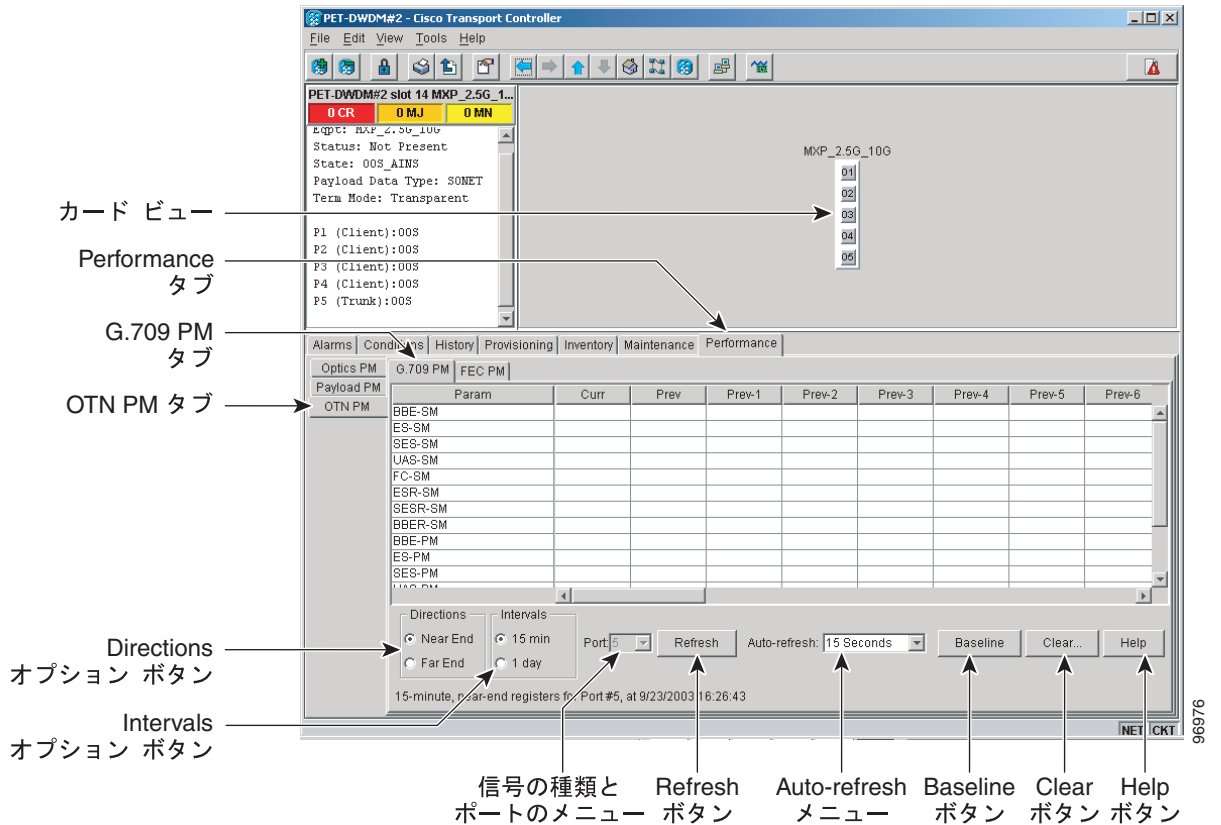 PET-DWDM#2 - Cisco Transport Controller
File Edit View Tools Help
PET-DWDM#2 slot 14 MXP_2.5G_1...
0 CR 0 MJ 0 MN
Eqpt: MXP_2.5G_10G
Status: Not Present
State: OOS_AINS
Payload Data Type: SONET
Term Mode: Transparent
P1 (Client):OOS
P2 (Client):OOS
P3 (Client):OOS
P4 (Client):OOS
P5 (Trunk):OOS
MXP_2.5G_10G
01
02
03
04
05
カード ビュー
Performance
タブ
G.709 PM
タブ
OTN PM タブ
Alarms Conditions History Provisioning Inventory Maintenance Performance
Optics PM
Payload PM
OTN PM
G.709 PM FEC PM
Param Curr Prev Prev-1 Prev-2 Prev-3 Prev-4 Prev-5 Prev-6
BBE-SM
ES-SM
SES-SM
UAS-SM
FC-SM
ESR-SM
SESR-SM
BBER-SM
BBE-PM
ES-PM
SES-PM
UAS-PM
Directions Intervals
Near End 15 min Port: 5 Refresh Auto-refresh: 15 Seconds Baseline Clear... Help
Far End 1 day
15-minute, near-end registers for Port #5, at 9/23/2003 16:26:43
NET CKT
Directions
オプション ボタン
Intervals
オプション ボタン
信号の種類と
ポートのメニュー
Refresh
ボタン
Auto-refresh
メニュー
Baseline
ボタン
Clear
ボタン
Help
ボタン
96976